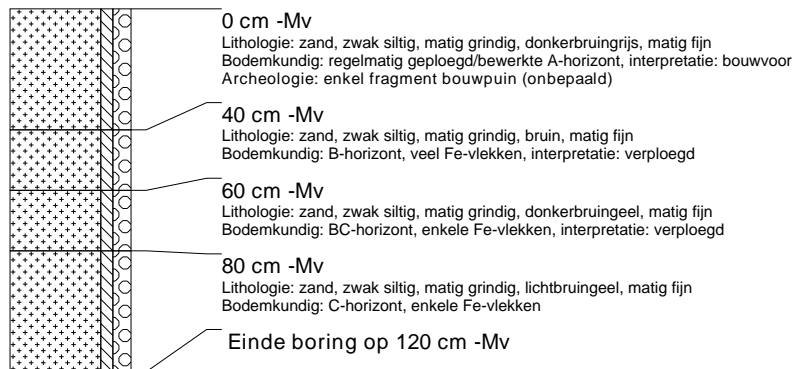 0 cm -Mv
Lithologie: zand, zwak siltig, matig grindig, donkerbruingrijs, matig fijn
Bodemkundig: regelmatig geploegd/bewerkte A-horizont, interpretatie: bouwvoor
Archeologie: enkel fragment bouwpuin (onbepaald)
40 cm -Mv
Lithologie: zand, zwak siltig, matig grindig, bruin, matig fijn
Bodemkundig: B-horizont, veel Fe-vlekken, interpretatie: verploegd
60 cm -Mv
Lithologie: zand, zwak siltig, matig grindig, donkerbruingeel, matig fijn
Bodemkundig: BC-horizont, enkele Fe-vlekken, interpretatie: verploegd
80 cm -Mv
Lithologie: zand, zwak siltig, matig grindig, lichtbruingeel, matig fijn
Bodemkundig: C-horizont, enkele Fe-vlekken
Einde boring op 120 cm -Mv